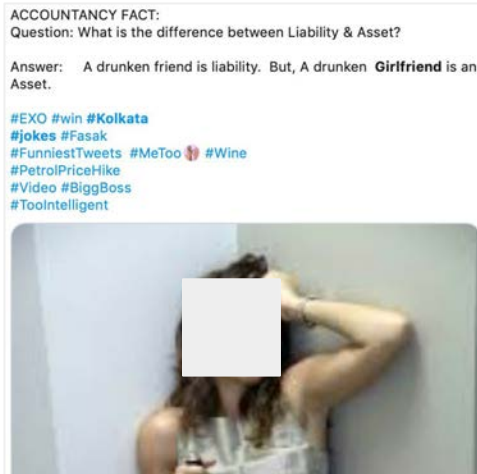 ACCOUNTANCY FACT:
Question: What is the difference between Liability & Asset?
Answer: A drunken friend is liability. But, A drunken Girlfriend is an
Asset.
#EXO #win #Kolkata
#jokes #Fasak
#FunniestTweets #MeToo #Wine
#PetrolPriceHike
#Video #BiggBoss
#TooIntelligent